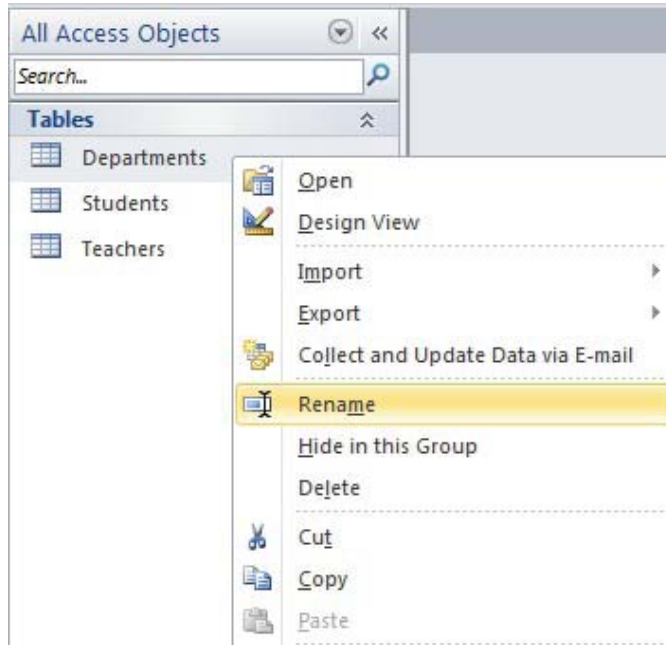 All Access Objects
Search...
Tables
Departments
Students
Teachers
Open
Design View
Import
Export
Collect and Update Data via E-mail
Rename
Hide in this Group
Delete
Cut
Copy
Paste